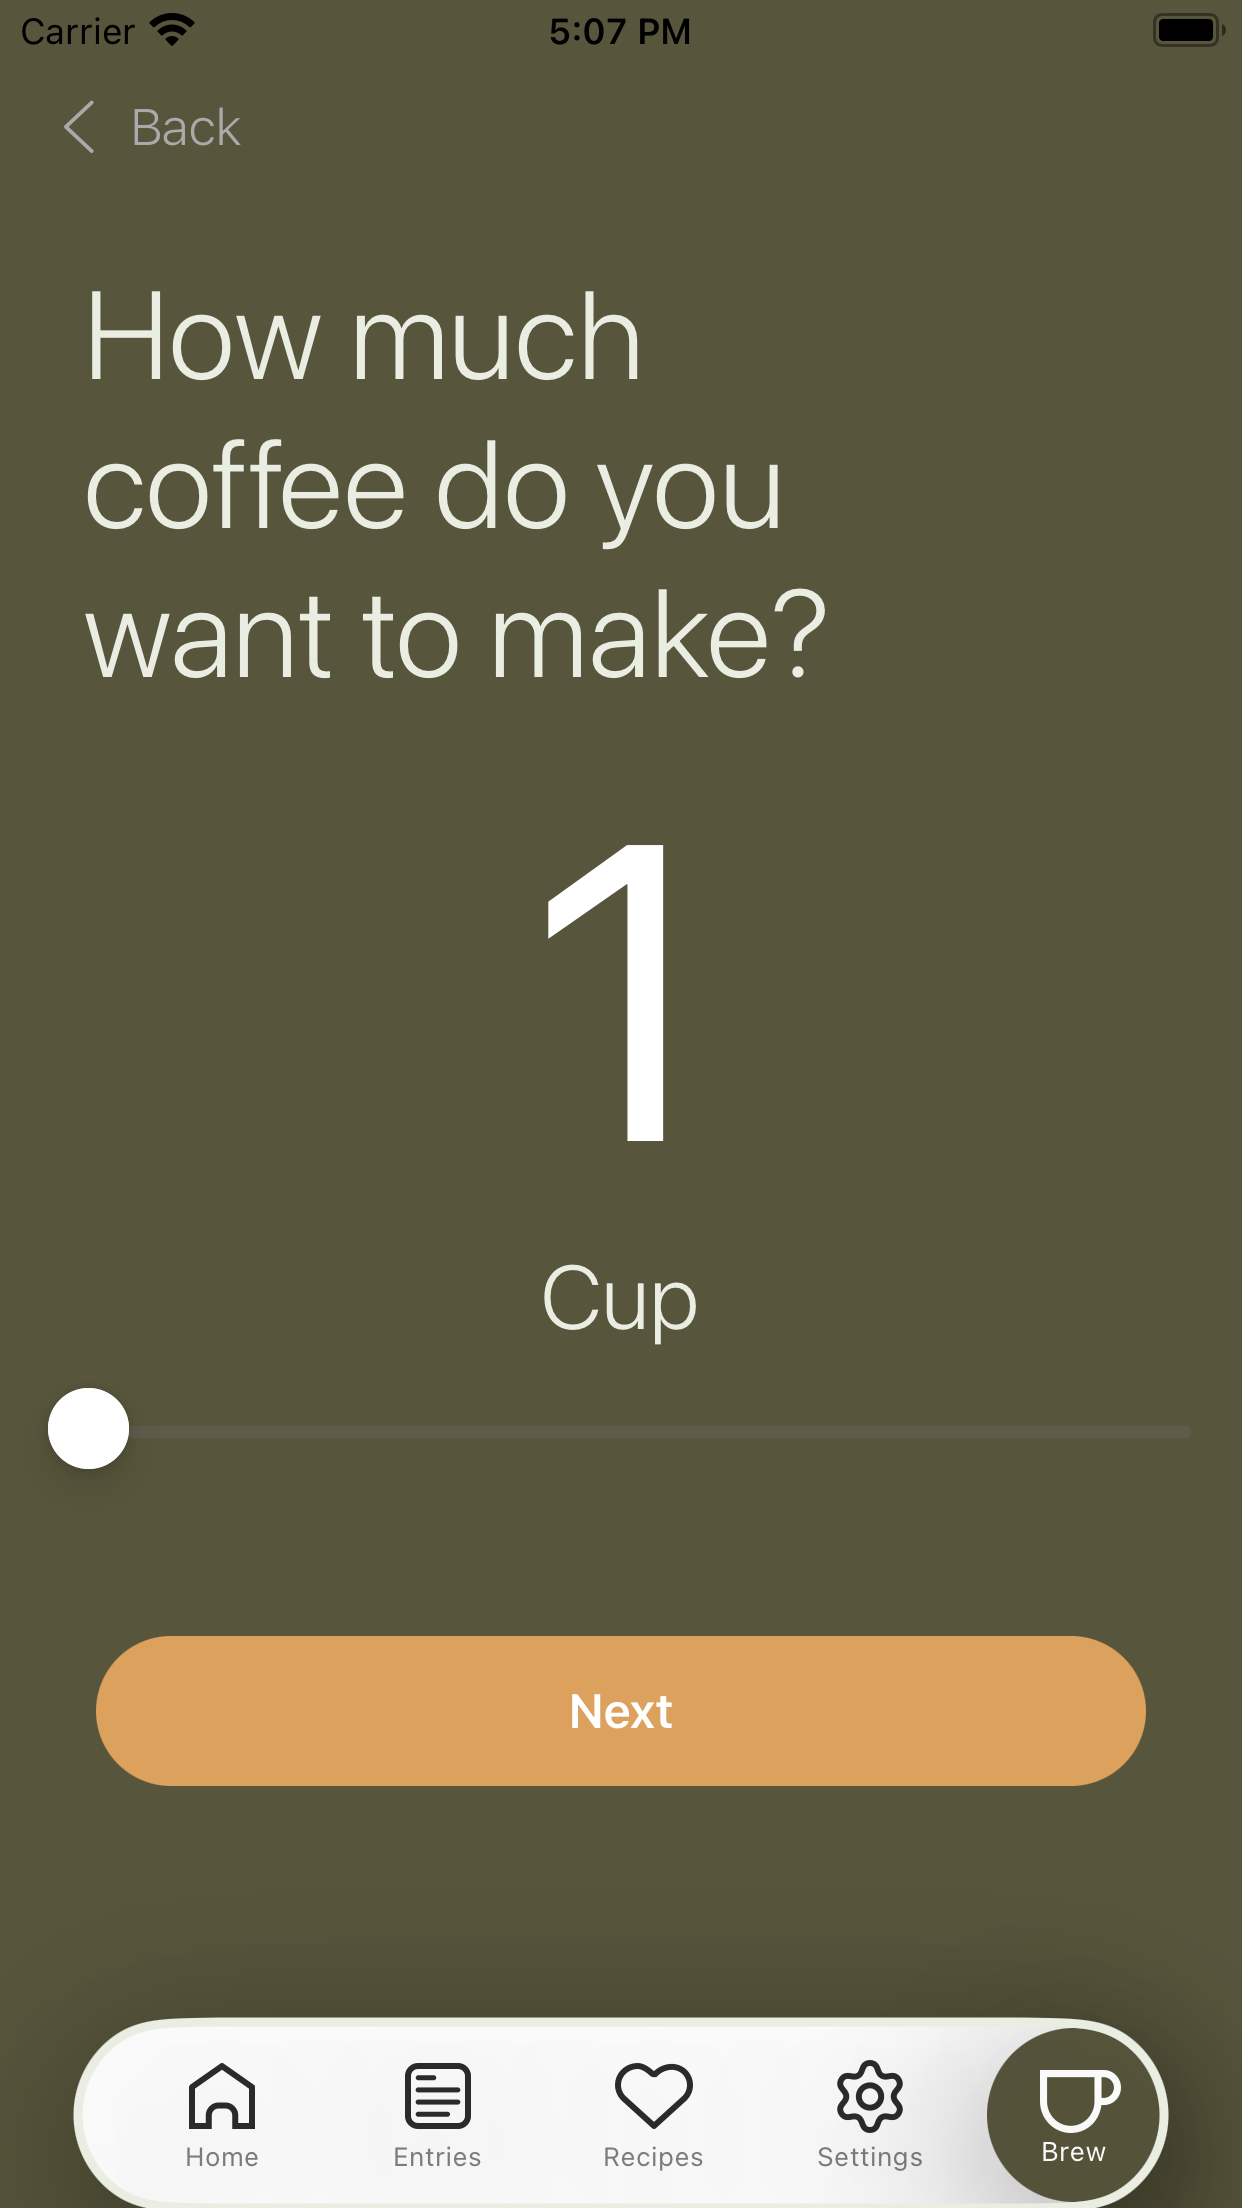 Carrier 5:07 PM
Back
How much
coffee do you
want to make?
1
Cup
Next
Home Entries Recipes Settings Brew